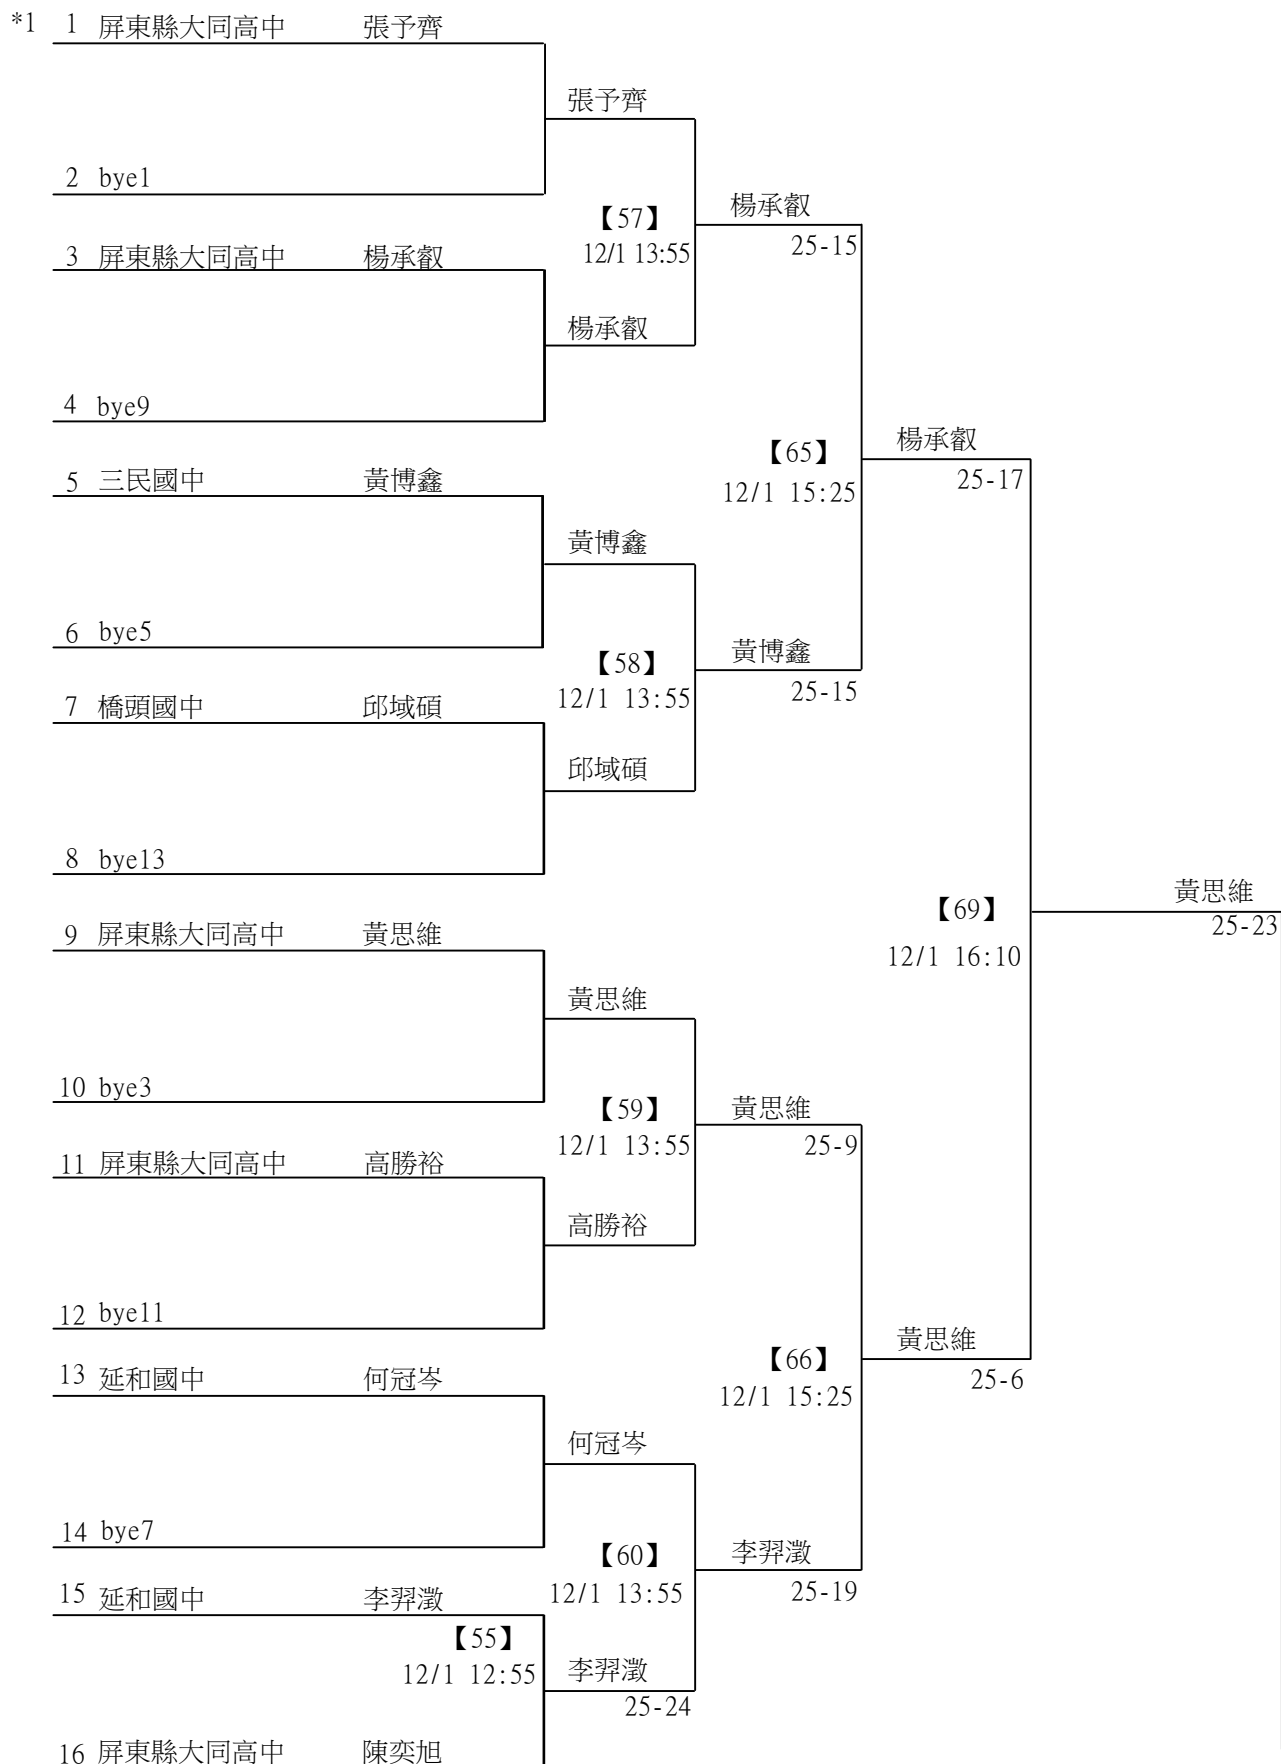 *1 1 屏東縣大同高中 張予齊
張予齊
2 bye1
楊承叡
【57】
25-15
3 屏東縣大同高中 楊承叡
12/1 13:55
楊承叡
4 bye9
楊承叡
【65】
25-17
5 三民國中 黃博鑫
12/1 15:25
黃博鑫
6 bye5
黃博鑫
【58】
25-15
7 橋頭國中 邱域碩
12/1 13:55
邱域碩
8 bye13
黃思維
【69】
25-23
9 屏東縣大同高中 黃思維
12/1 16:10
黃思維
10 bye3
黃思維
【59】
25-9
12/1 13:55
11 屏東縣大同高中 高勝裕
高勝裕
12 bye11
黃思維
【66】
25-6
13 延和國中 何冠岑
12/1 15:25
何冠岑
14 bye7
李羿澂
【60】
25-19
15 延和國中 李羿澂
12/1 13:55
【55】
12/1 12:55
李羿澂
25-24
16 屏東縣大同高中 陳奕旭